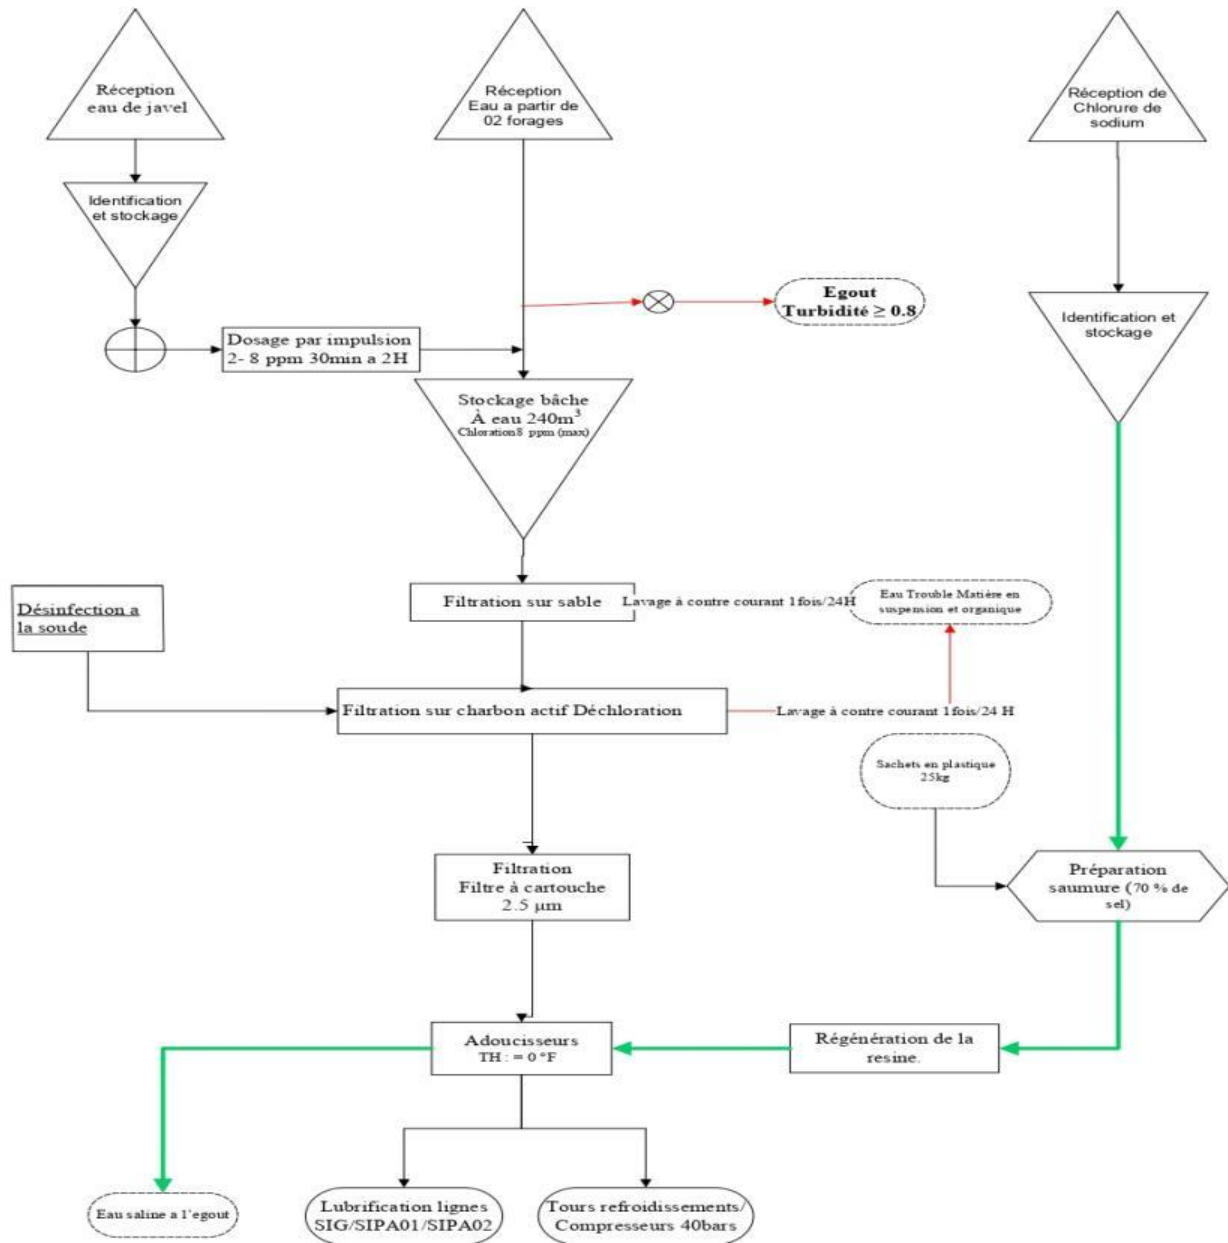 Réception
eau de javel
Réception
Eau a partir de
02 forages
Réception de
Chlorure de
sodium
Identification
et stockage
Egout
Turbidité ≥ 0.8
Identification et
stockage
Dosage par impulsion
2- 8 ppm 30min a 2H
Stockage bâche
À eau 240m³
Chloration8 ppm (max)
Désinfection a
la soude
Filtration sur sable
Lavage à contre courant 1fois/24H
Eau Trouble Matière en
suspension et organique
Filtration sur charbon actif Déchloration
Lavage à contre courant 1fois/24 H
Sachets en plastique
25kg
Filtration
Filtre à cartouche
2.5 µm
Préparation
saumure (70 % de
sel)
Adoucisseurs
TH : = 0 °F
Régénération de la
resine.
Eau saline a l'egout
Lubrification lignes
SIG/SIPA01/SIPA02
Tours refroidissements/
Compresseurs 40bars